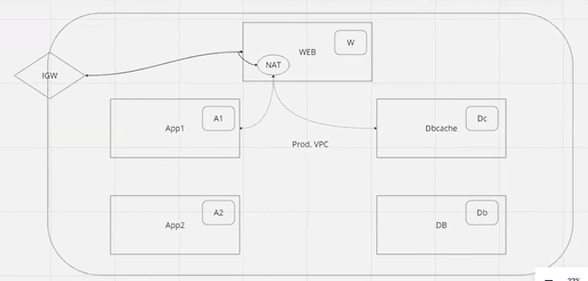 W
WEB
NAT
IGW
A1
App1
Dc
Dbcache
Prod. VPC
A2
App2
Db
DB